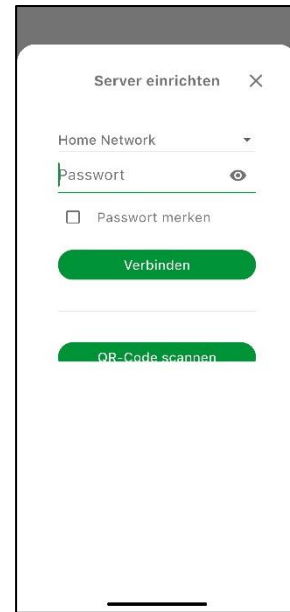 Server einrichten
Home Network
Passwort
Passwort merken
Verbinden
QR-Code scannen